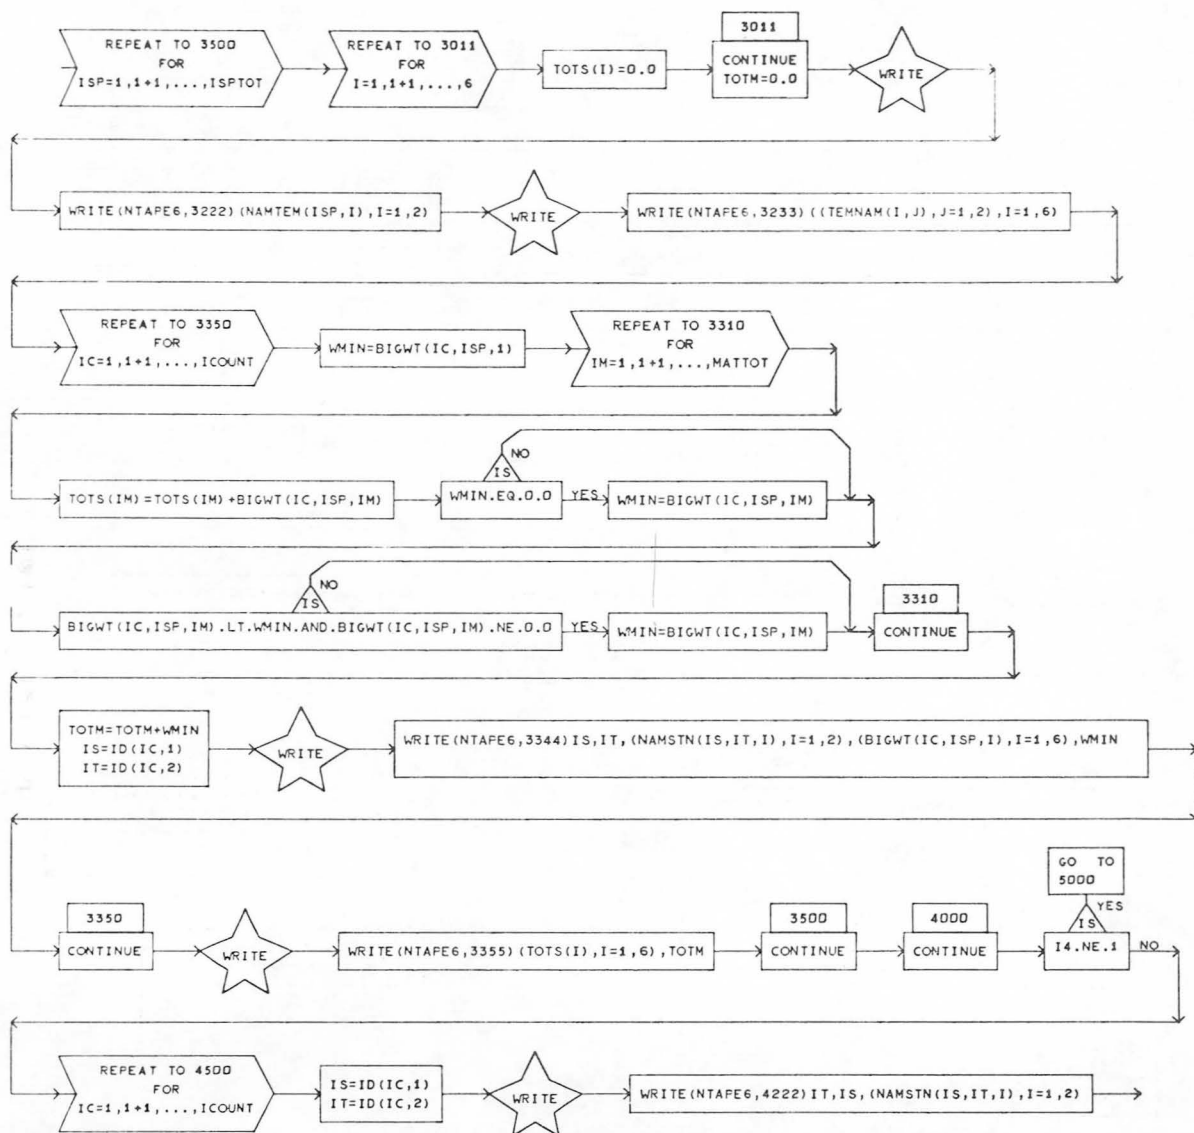 REPEAT TO 3500
FOR
ISP=1,1+1,...,ISPTOT
REPEAT TO 3011
FOR
I=1,1+1,...,6
TOTS(I)=0.0
3011
CONTINUE
TOTM=0.0
WRITE
WRITE(NTAPE6,3222)(NAMTEM(ISP,I),I=1,2)
WRITE
WRITE(NTAPE6,3233)((TEMNAM(I,J),J=1,2),I=1,6)
REPEAT TO 3350
FOR
IC=1,1+1,...,ICOUNT
WMIN=BIGWT(IC,ISP,1)
REPEAT TO 3310
FOR
IM=1,1+1,...,MATTOT
TOTS(IM)=TOTS(IM)+BIGWT(IC,ISP,IM)
NO
IS
WMIN.EQ.0.0
YES
WMIN=BIGWT(IC,ISP,IM)
NO
IS
BIGWT(IC,ISP,IM).LT.WMIN.AND.BIGWT(IC,ISP,IM).NE.0.0
YES
WMIN=BIGWT(IC,ISP,IM)
3310
CONTINUE
TOTM=TOTM+WMIN
IS=ID(IC,1)
IT=ID(IC,2)
WRITE
WRITE(NTAPE6,3344)IS,IT,(NAMSTN(IS,IT,I),I=1,2),(BIGWT(IC,ISP,I),I=1,6),WMIN
3350
CONTINUE
WRITE
WRITE(NTAPE6,3355)(TOTS(I),I=1,6),TOTM
3500
CONTINUE
4000
CONTINUE
GO TO
5000
YES
IS
I4.NE.1
NO
REPEAT TO 4500
FOR
IC=1,1+1,...,ICOUNT
IS=ID(IC,1)
IT=ID(IC,2)
WRITE
WRITE(NTAPE6,4222)IT,IS,(NAMSTN(IS,IT,I),I=1,2)